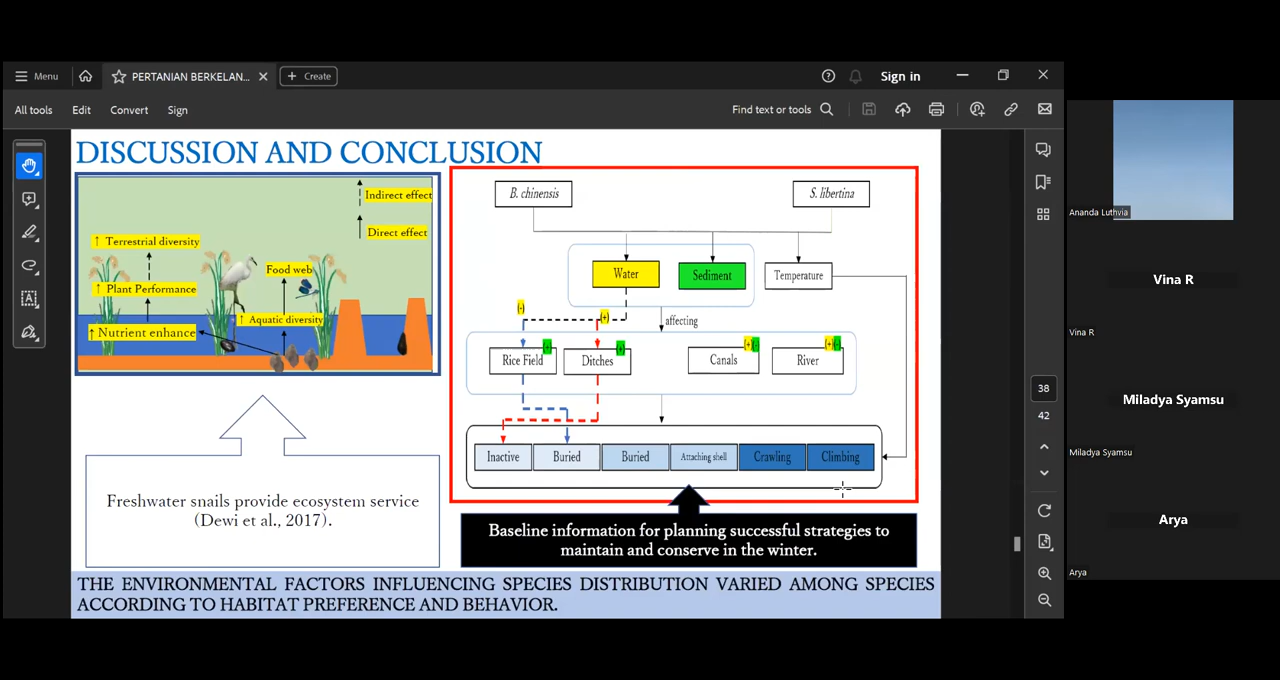 Menu
PERTANIAN BERKELAN...
Create
Sign in
All tools
Edit
Convert
Sign
Find text or tools
DISCUSSION AND CONCLUSION
Indirect effect
Direct effect
↑ Terrestrial diversity
Food web
↑ Plant Performance
↑ Aquatic diversity
↑ Nutrient enhance
Freshwater snails provide ecosystem service
(Dewi et al., 2017).
B. chinensis
S. libertina
Water
Sediment
Temperature
(-)
(+)
affecting
Rice Field
Ditches
(+)
Canals
(+)
River
(+)
Inactive
Buried
Buried
Attaching shell
Crawling
Climbing
Baseline information for planning successful strategies to
maintain and conserve in the winter.
THE ENVIRONMENTAL FACTORS INFLUENCING SPECIES DISTRIBUTION VARIED AMONG SPECIES
ACCORDING TO HABITAT PREFERENCE AND BEHAVIOR.
38
42
Ananda Luthvia
Vina R
Vina R
Miladya Syamsu
Miladya Syamsu
Arya
Arya